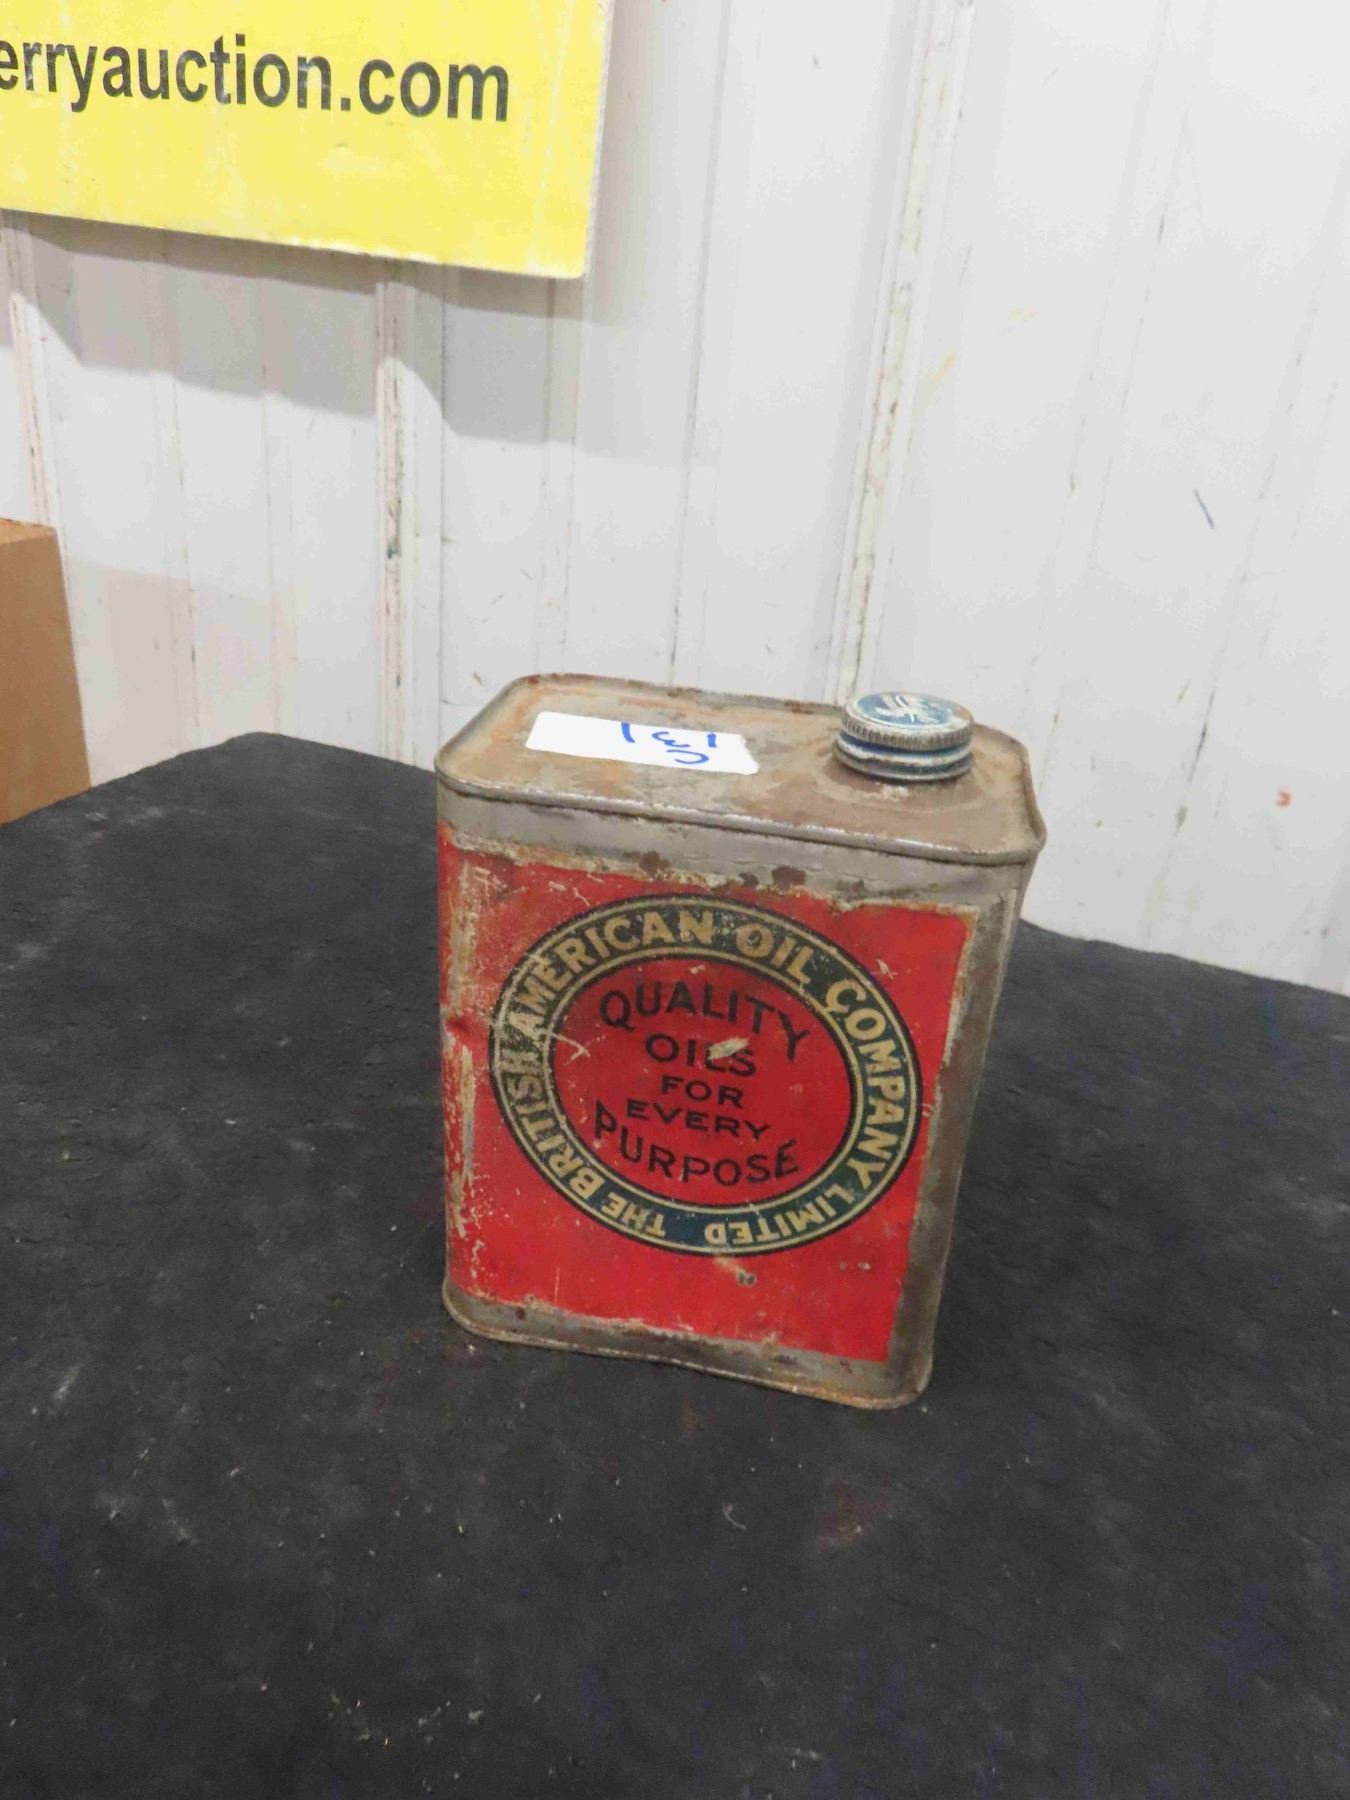 erryauction.com
THE BRITISH AMERICAN OIL COMPANY LIMITED
QUALITY
OILS
FOR
EVERY
PURPOSE